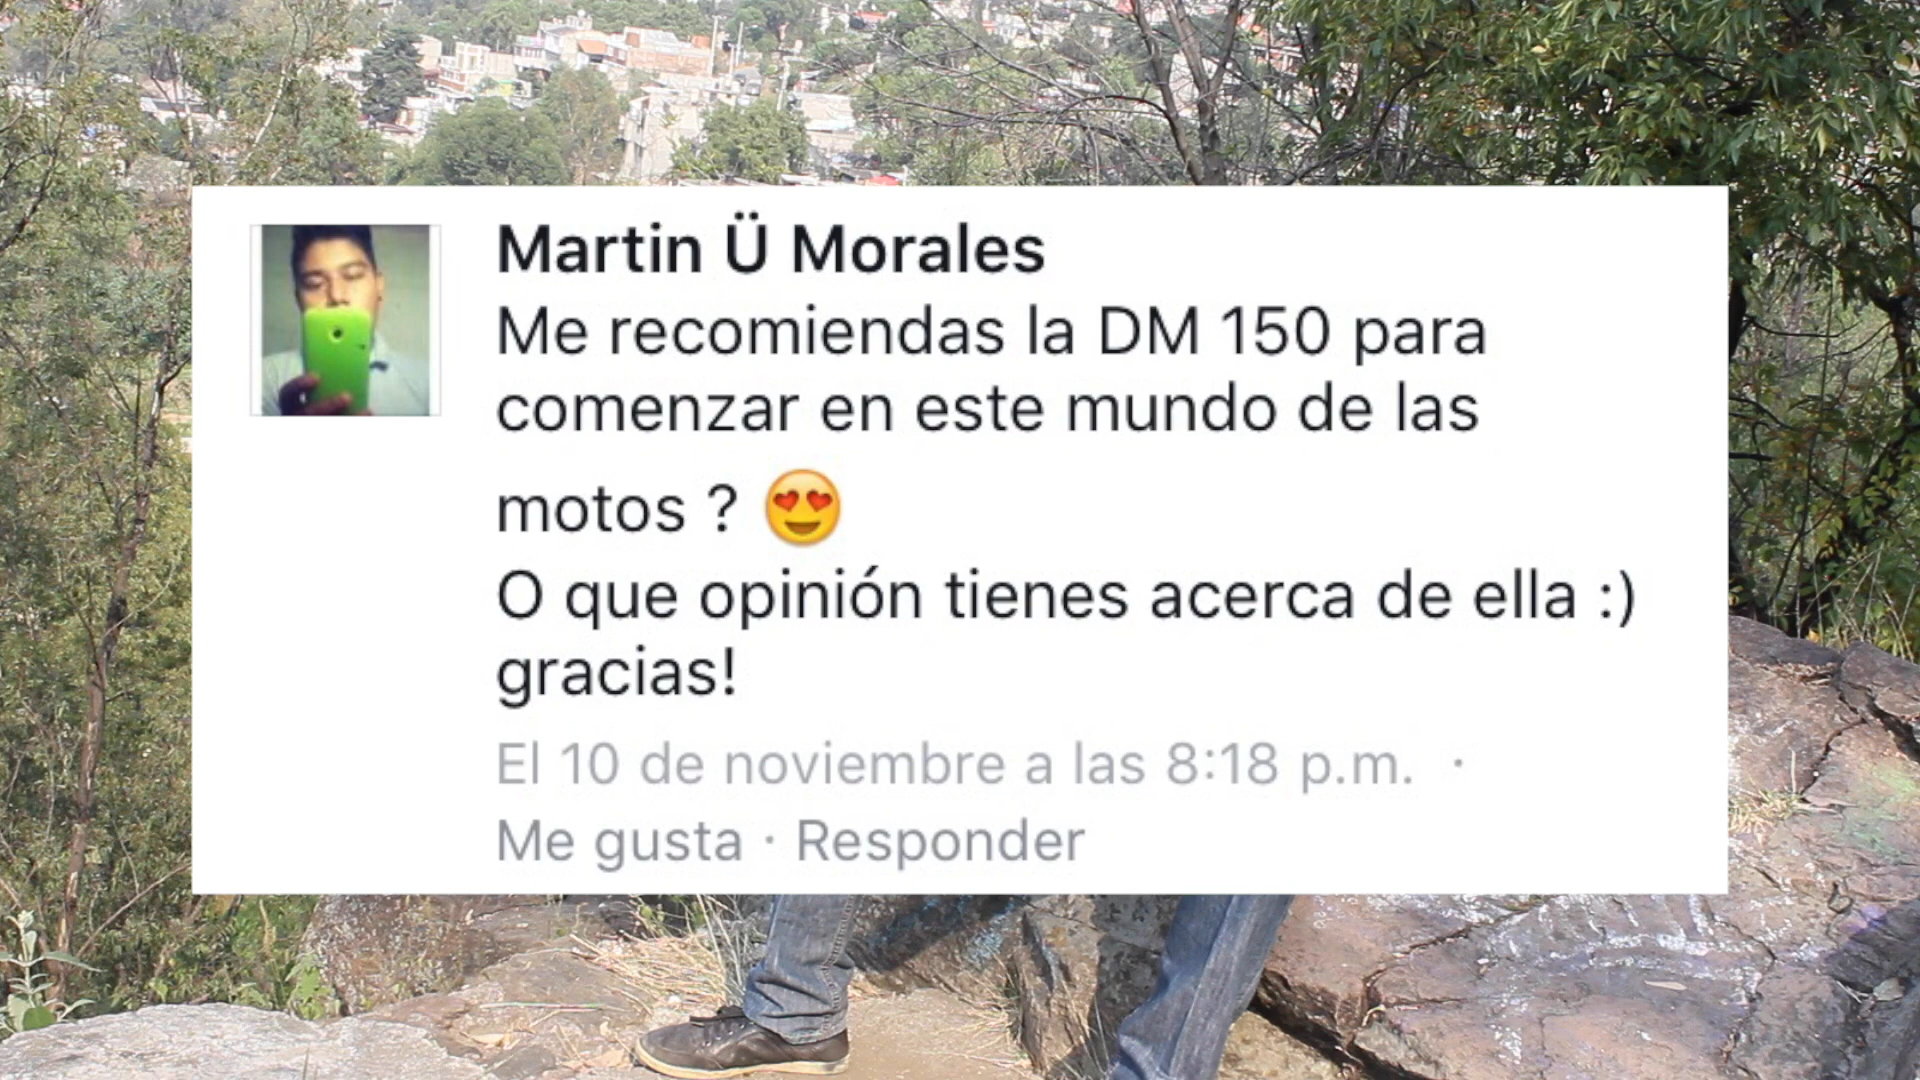 Martin Ü Morales
Me recomiendas la DM 150 para
comenzar en este mundo de las
motos ? 😍
O que opinión tienes acerca de ella :)
gracias!
El 10 de noviembre a las 8:18 p.m. ·
Me gusta · Responder